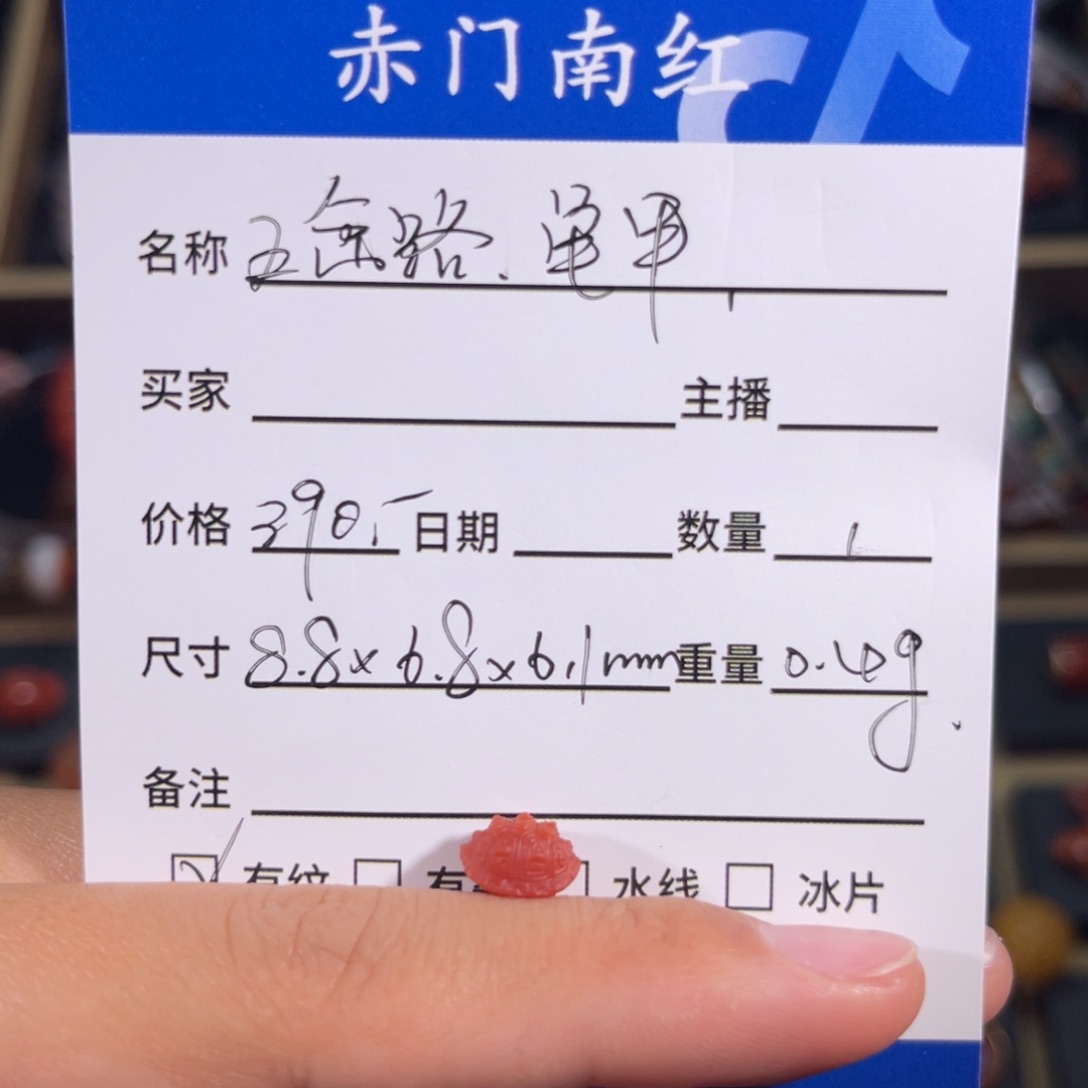 赤门南红
名称 五金路.龟甲
买家 主播
价格 390.- 日期 数量 1
尺寸 8.8x6.8x6.1mm 重量 0.40g.
备注
有纹 有 水线 冰片